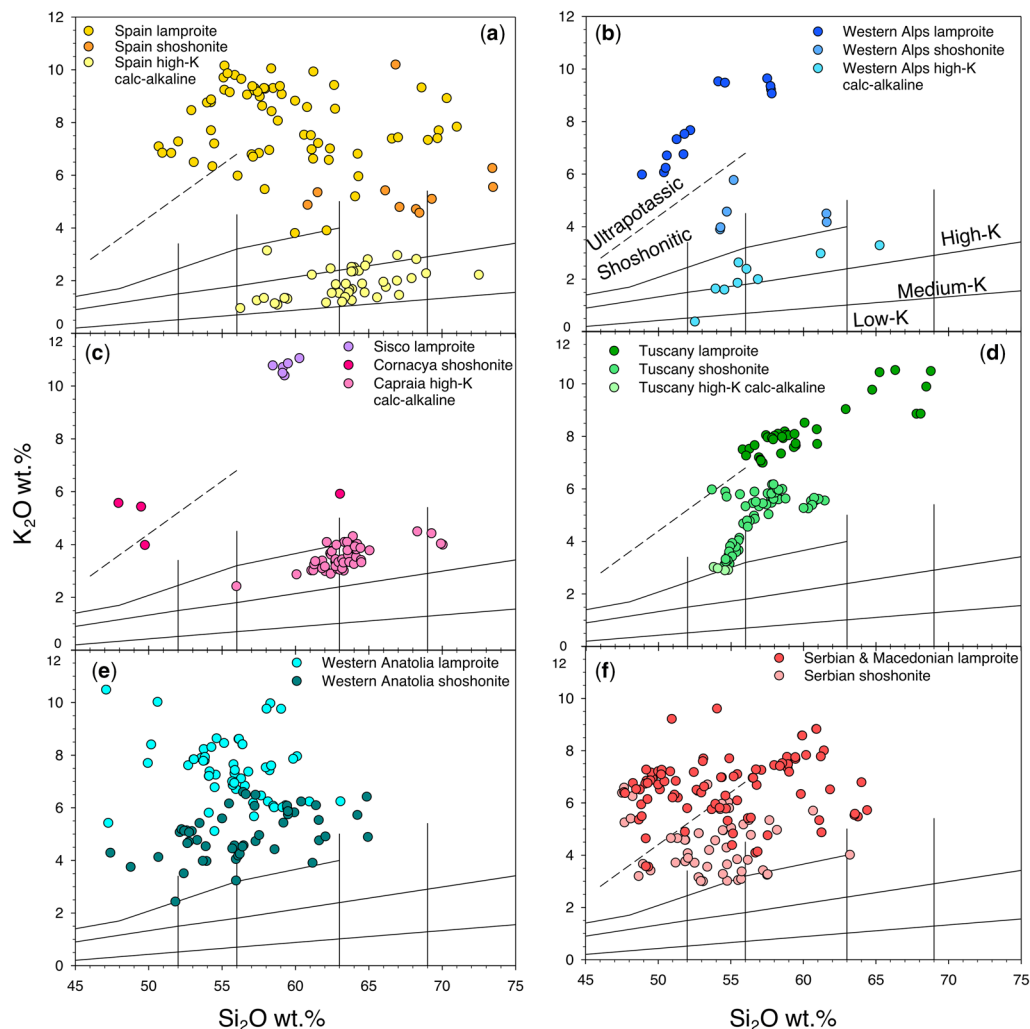 12
10
8
6
4
2
0
Spain lamproite
Spain shoshonite
Spain high-K
calc-alkaline
(a)
12
10
8
6
4
2
0
(b)
Western Alps lamproite
Western Alps shoshonite
Western Alps high-K
calc-alkaline
Ultrapotassic
Shoshonitic
High-K
Medium-K
Low-K
K2O wt.%
12
10
8
6
4
2
0
(c)
Sisco lamproite
Cornacya shoshonite
Capraia high-K
calc-alkaline
12
10
8
6
4
2
0
Tuscany lamproite
Tuscany shoshonite
Tuscany high-K calc-alkaline
(d)
12
10
8
6
4
2
0
(e)
Western Anatolia lamproite
Western Anatolia shoshonite
45 50 55 60 65 70 75
Si2O wt.%
12
10
8
6
4
2
0
(f)
Serbian & Macedonian lamproite
Serbian shoshonite
45 50 55 60 65 70 75
Si2O wt.%